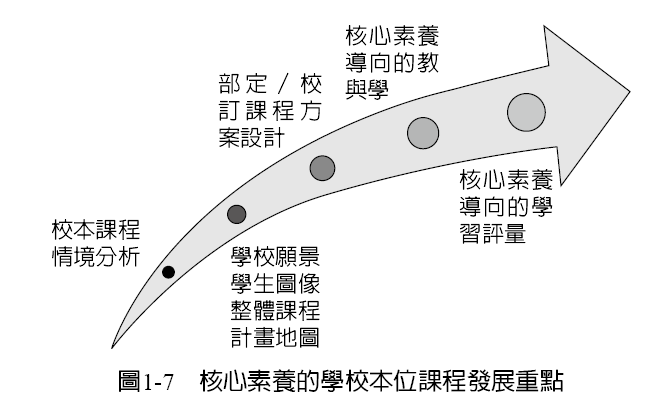 核心素養
導向的教
與學
部定／校
訂課程方
案設計
核心素養
導向的學
習評量
校本課程
情境分析
學校願景
學生圖像
整體課程
計畫地圖
圖1-7　核心素養的學校本位課程發展重點